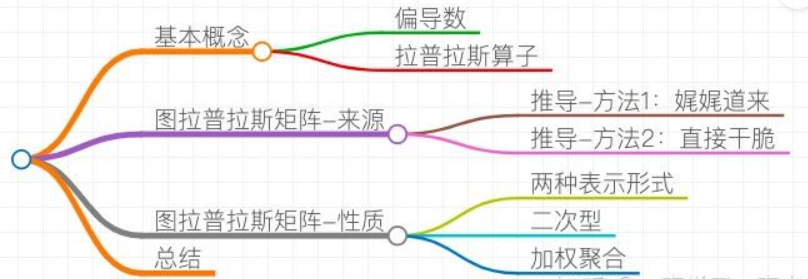 基本概念
偏导数
拉普拉斯算子
图拉普拉斯矩阵-来源
推导-方法1：娓娓道来
推导-方法2：直接干脆
图拉普拉斯矩阵-性质
两种表示形式
二次型
加权聚合
总结